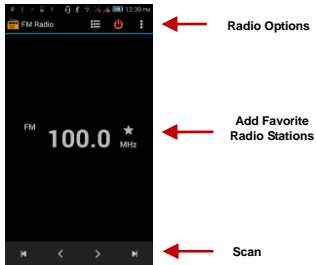 12:39 PM
FM Radio
Radio Options
FM
100.0
MHz
Add Favorite
Radio Stations
Scan